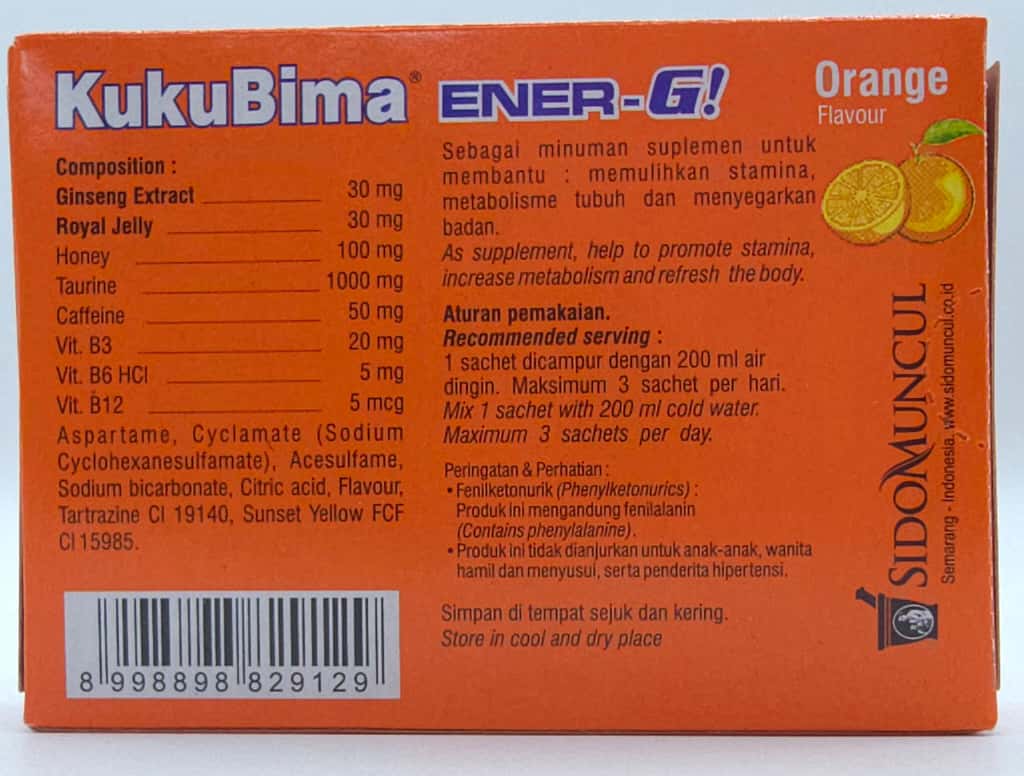 KukuBima® ENER-G!
Orange
Flavour
Composition :
Ginseng Extract 30 mg
Royal Jelly 30 mg
Honey 100 mg
Taurine 1000 mg
Caffeine 50 mg
Vit. B3 20 mg
Vit. B6 HCl 5 mg
Vit. B12 5 mcg
Aspartame, Cyclamate (Sodium
Cyclohexanesulfamate), Acesulfame,
Sodium bicarbonate, Citric acid, Flavour,
Tartrazine CI 19140, Sunset Yellow FCF
CI 15985.
8 998898 829129
Sebagai minuman suplemen untuk
membantu : memulihkan stamina,
metabolisme tubuh dan menyegarkan
badan.
As supplement, help to promote stamina,
increase metabolism and refresh the body.
Aturan pemakaian.
Recommended serving :
1 sachet dicampur dengan 200 ml air
dingin. Maksimum 3 sachet per hari.
Mix 1 sachet with 200 ml cold water.
Maximum 3 sachets per day.
Peringatan & Perhatian :
• Fenilketonurik (Phenylketonurics) :
Produk ini mengandung fenilalanin
(Contains phenylalanine).
• Produk ini tidak dianjurkan untuk anak-anak, wanita
hamil dan menyusui, serta penderita hipertensi.
Simpan di tempat sejuk dan kering.
Store in cool and dry place
SIDOMUNCUL
Semarang - Indonesia. www.sidomuncul.co.id